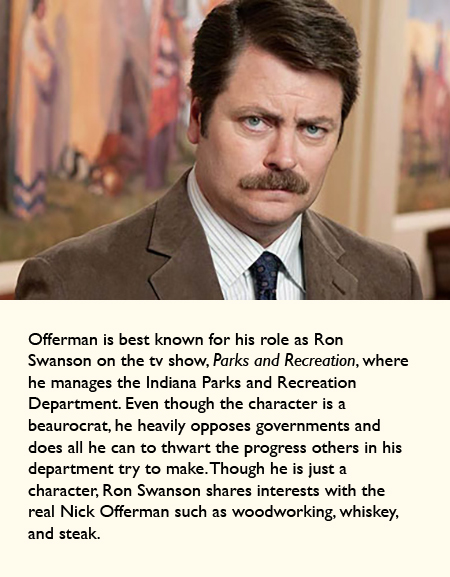 Offerman is best known for his role as Ron
Swanson on the tv show, Parks and Recreation, where
he manages the Indiana Parks and Recreation
Department. Even though the character is a
beaurocrat, he heavily opposes governments and
does all he can to thwart the progress others in his
department try to make. Though he is just a
character, Ron Swanson shares interests with the
real Nick Offerman such as woodworking, whiskey,
and steak.